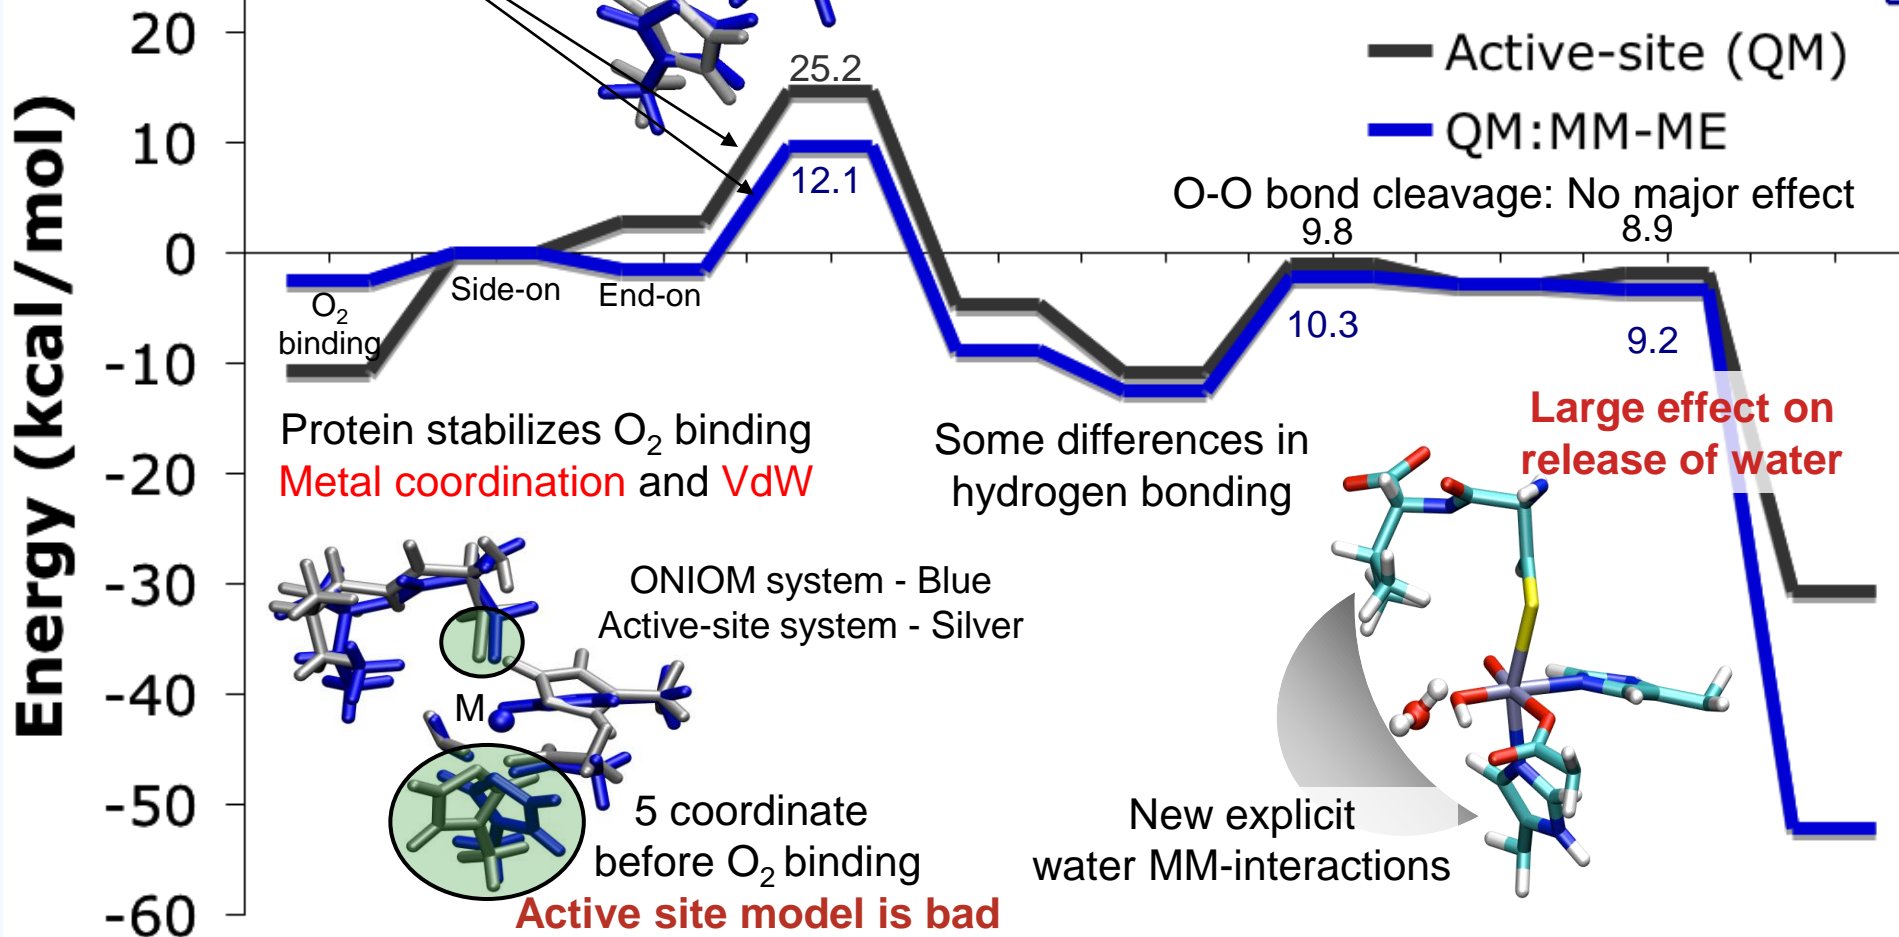 Energy (kcal/mol)
20
10
0
-10
-20
-30
-40
-50
-60
Active-site (QM)
QM:MM-ME
25.2
12.1
O-O bond cleavage: No major effect
9.8
8.9
10.3
9.2
O2
binding
Side-on
End-on
Protein stabilizes O2 binding
Metal coordination and VdW
Some differences in
hydrogen bonding
Large effect on
release of water
ONIOM system - Blue
Active-site system - Silver
M
5 coordinate
before O2 binding
Active site model is bad
New explicit
water MM-interactions